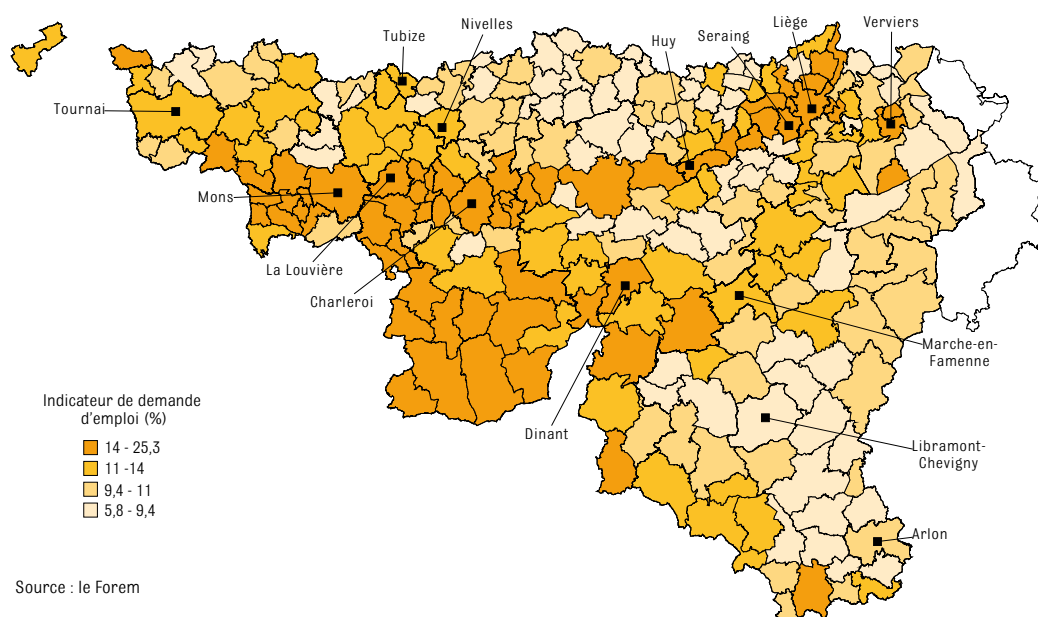 Nivelles
Liège
Verviers
Tubize
Seraing
Huy
Tournai
Mons
La Louvière
Charleroi
Marche-en-
Famenne
Dinant
Libramont-
Chevigny
Arlon
Indicateur de demande
d'emploi (%)
14 - 25,3
11 -14
9,4 - 11
5,8 - 9,4
Source : le Forem